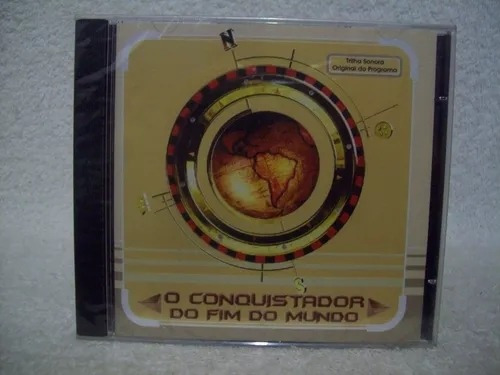 N
Trilha Sonora
Original do Programa
S
O CONQUISTADOR
DO FIM DO MUNDO